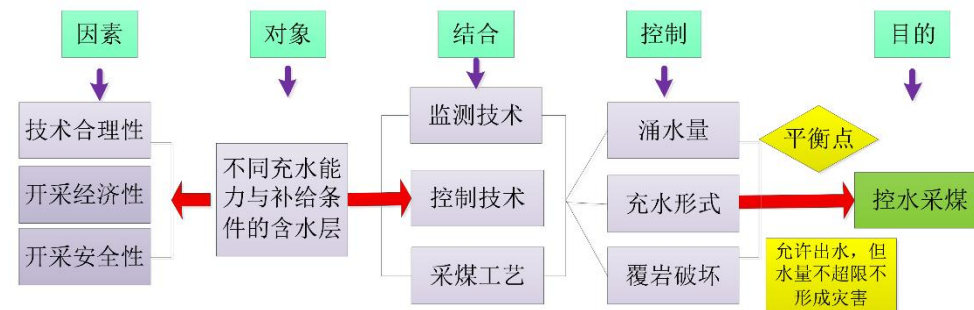 因素
对象
结合
控制
目的
技术合理性
开采经济性
开采安全性
不同充水能
力与补给条
件的含水层
监测技术
控制技术
采煤工艺
涌水量
充水形式
覆岩破坏
平衡点
控水采煤
允许出水，但
水量不超限不
形成灾害